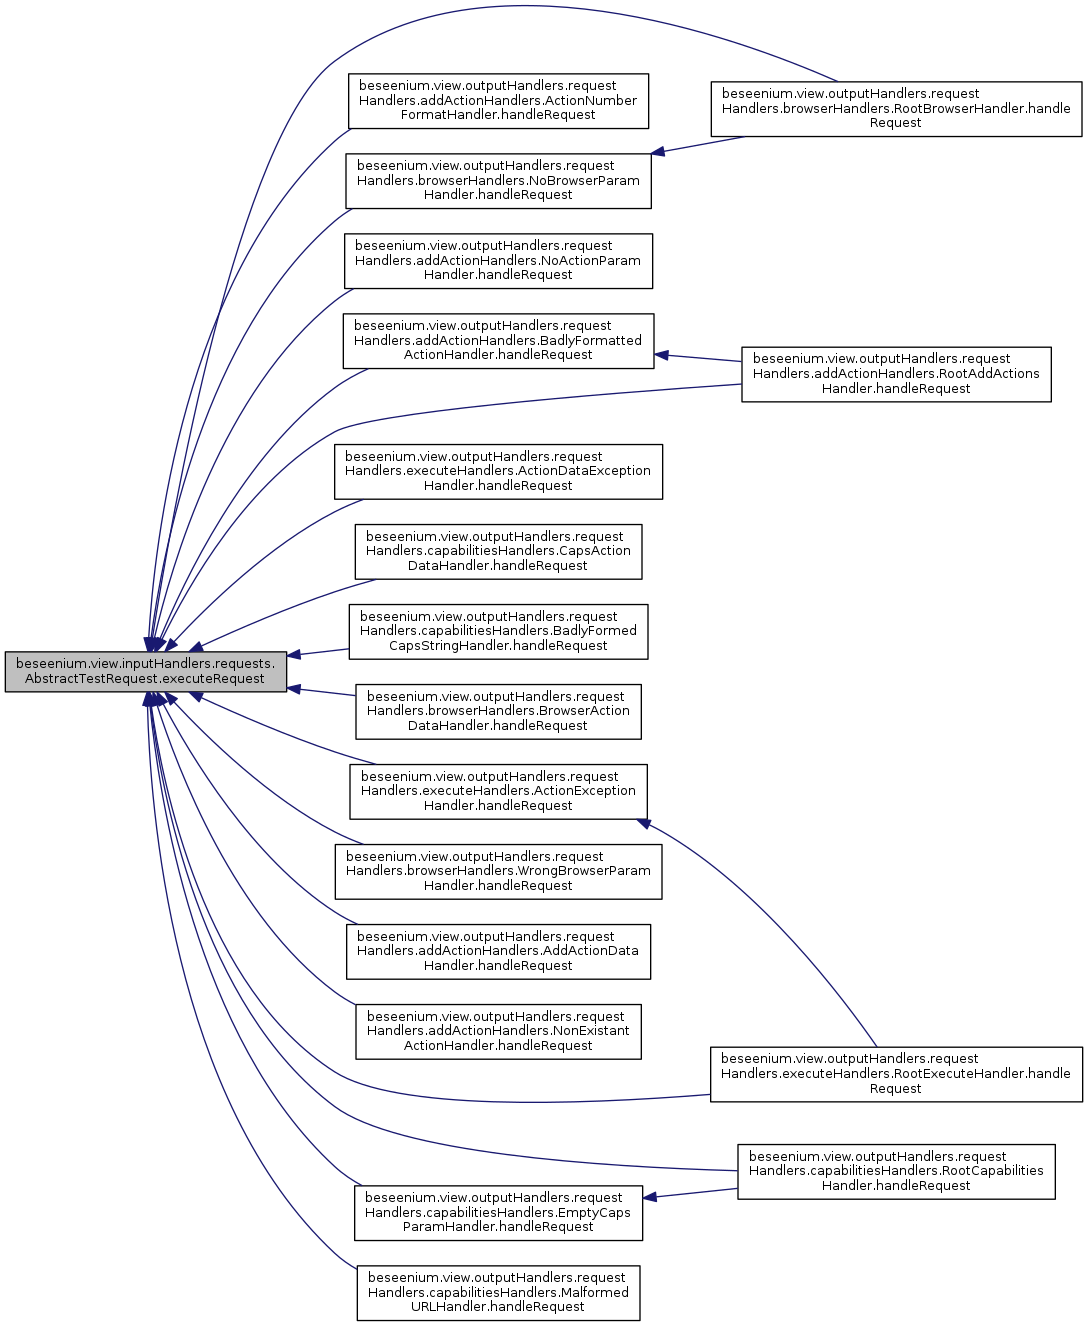 beseenium.view.outputHandlers.request
Handlers.browserHandlers.RootBrowserHandler.handle
Request
beseenium.view.outputHandlers.request
Handlers.addActionHandlers.ActionNumber
FormatHandler.handleRequest
beseenium.view.outputHandlers.request
Handlers.browserHandlers.NoBrowserParam
Handler.handleRequest
beseenium.view.outputHandlers.request
Handlers.addActionHandlers.NoActionParam
Handler.handleRequest
beseenium.view.outputHandlers.request
Handlers.addActionHandlers.BadlyFormatted
ActionHandler.handleRequest
beseenium.view.outputHandlers.request
Handlers.addActionHandlers.RootAddActions
Handler.handleRequest
beseenium.view.outputHandlers.request
Handlers.executeHandlers.ActionDataException
Handler.handleRequest
beseenium.view.outputHandlers.request
Handlers.capabilitiesHandlers.CapsAction
DataHandler.handleRequest
beseenium.view.outputHandlers.request
Handlers.capabilitiesHandlers.BadlyFormed
CapsStringHandler.handleRequest
beseenium.view.inputHandlers.requests.
AbstractTestRequest.executeRequest
beseenium.view.outputHandlers.request
Handlers.browserHandlers.BrowserAction
DataHandler.handleRequest
beseenium.view.outputHandlers.request
Handlers.executeHandlers.ActionException
Handler.handleRequest
beseenium.view.outputHandlers.request
Handlers.browserHandlers.WrongBrowserParam
Handler.handleRequest
beseenium.view.outputHandlers.request
Handlers.addActionHandlers.AddActionData
Handler.handleRequest
beseenium.view.outputHandlers.request
Handlers.addActionHandlers.NonExistant
ActionHandler.handleRequest
beseenium.view.outputHandlers.request
Handlers.executeHandlers.RootExecuteHandler.handle
Request
beseenium.view.outputHandlers.request
Handlers.capabilitiesHandlers.RootCapabilities
Handler.handleRequest
beseenium.view.outputHandlers.request
Handlers.capabilitiesHandlers.EmptyCaps
ParamHandler.handleRequest
beseenium.view.outputHandlers.request
Handlers.capabilitiesHandlers.Malformed
URLHandler.handleRequest